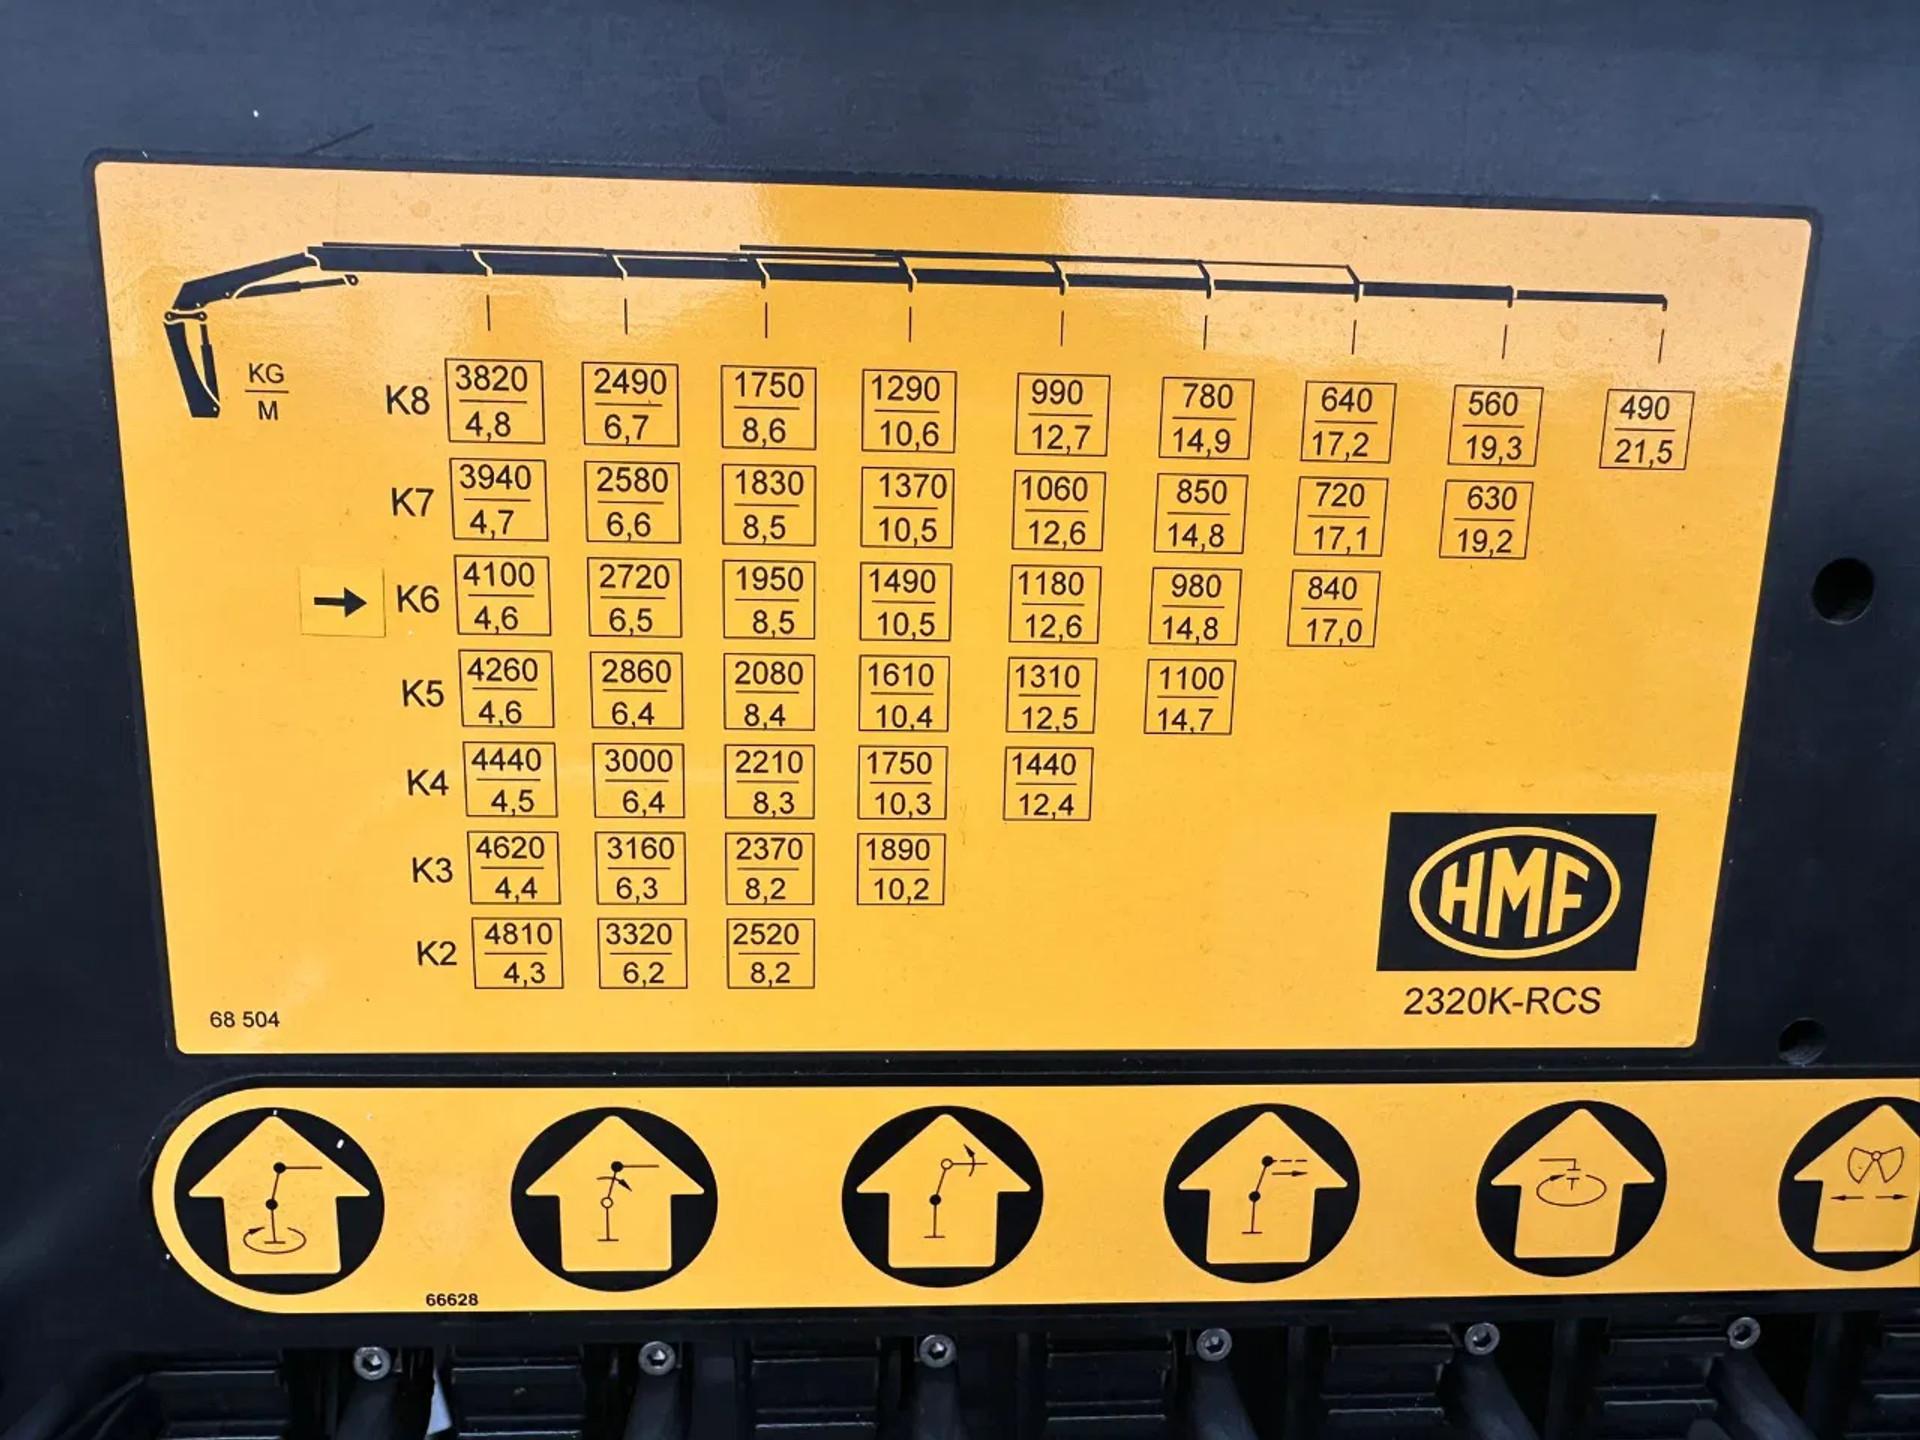 KG
M
K8 3820 2490 1750 1290 990 780 640 560 490
4,8 6,7 8,6 10,6 12,7 14,9 17,2 19,3 21,5
K7 3940 2580 1830 1370 1060 850 720 630
4,7 6,6 8,5 10,5 12,6 14,8 17,1 19,2
K6 4100 2720 1950 1490 1180 980 840
4,6 6,5 8,5 10,5 12,6 14,8 17,0
K5 4260 2860 2080 1610 1310 1100
4,6 6,4 8,4 10,4 12,5 14,7
K4 4440 3000 2210 1750 1440
4,5 6,4 8,3 10,3 12,4
K3 4620 3160 2370 1890
4,4 6,3 8,2 10,2
K2 4810 3320 2520
4,3 6,2 8,2
HMF
2320K-RCS
68 504
66628